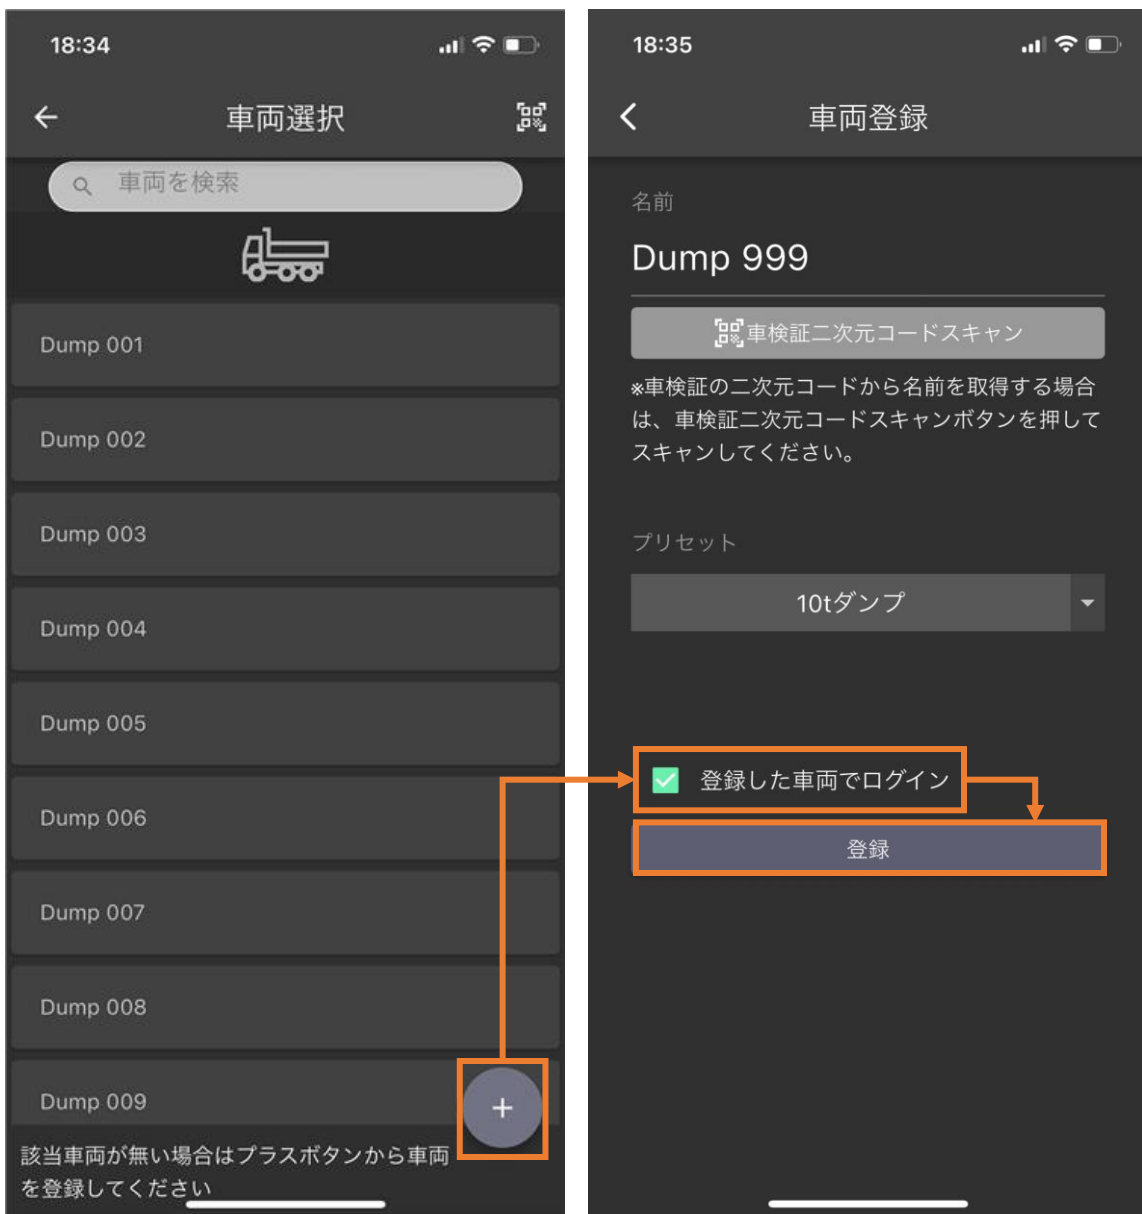 18:34
車両選択
車両を検索
Dump 001
Dump 002
Dump 003
Dump 004
Dump 005
Dump 006
Dump 007
Dump 008
Dump 009
+
該当車両が無い場合はプラスボタンから車両
を登録してください
18:35
車両登録
名前
Dump 999
車検証二次元コードスキャン
※車検証の二次元コードから名前を取得する場合
は、車検証二次元コードスキャンボタンを押して
スキャンしてください。
プリセット
10tダンプ
登録した車両でログイン
登録